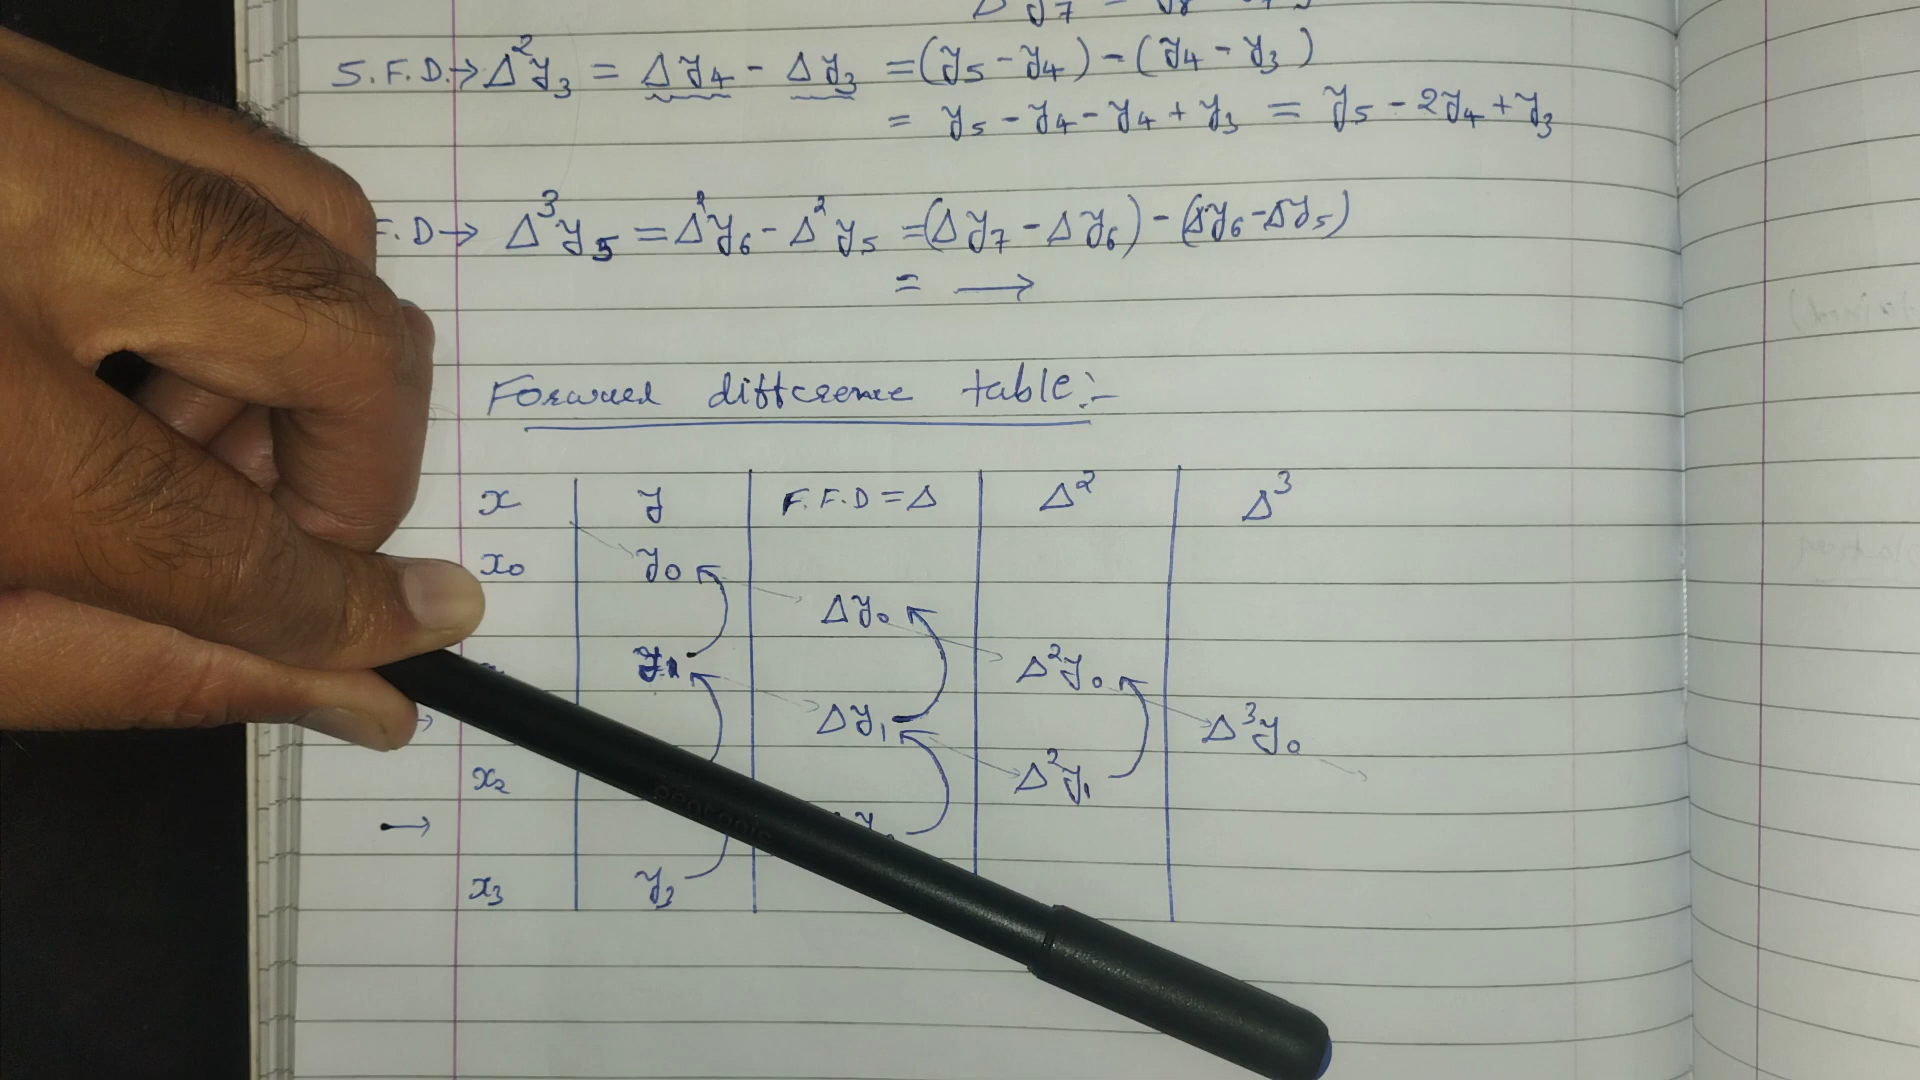 S.F.D.→ Δ²y₃ = Δy₄ - Δy₃ = (y₅ - y₄) - (y₄ - y₃)
= y₅ - y₄ - y₄ + y₃ = y₅ - 2y₄ + y₃
F.D→ Δ³y₅ = Δ²y₆ - Δ²y₅ = (Δy₇ - Δy₆) - (Δy₆ - Δy₅)
= →
Forward difference table:-
x y F.F.D = Δ Δ² Δ³
x₀ y₀
Δy₀
y₁ Δ²y₀
Δy₁ Δ³y₀
x₂ Δ²y₁
x₃ y₃